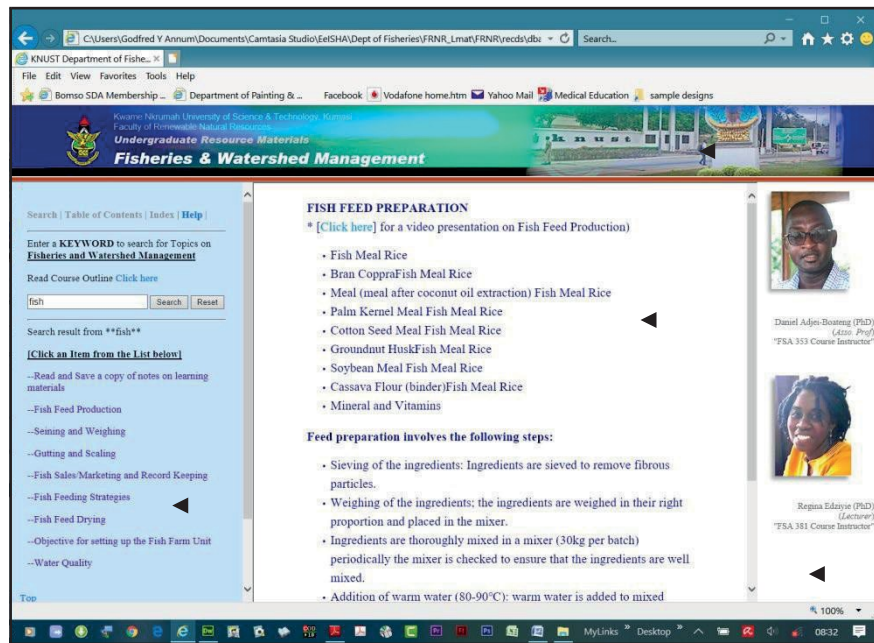 C:\Users\Godfred Y Annum\Documents\Camtasia Studio\EeISHA\Dept of Fisheries\FRNR_Lmat\FRNR\recds\dba
Search...
KNUST Department of Fishe...
File Edit View Favorites Tools Help
Bomso SDA Membership ... Department of Painting & ... Facebook Vodafone home.htm Yahoo Mail Medical Education sample designs
Kwame Nkrumah University of Science & Technology, Kumasi
Faculty of Renewable Natural Resources
Undergraduate Resource Materials
Fisheries & Watershed Management
knust
Search | Table of Contents | Index | Help |
Enter a KEYWORD to search for Topics on
Fisheries and Watershed Management
Read Course Outline Click here
fish Search Reset
Search result from **fish**
[Click an Item from the List below]
--Read and Save a copy of notes on learning
materials
--Fish Feed Production
--Seining and Weighing
--Gutting and Scaling
--Fish Sales/Marketing and Record Keeping
--Fish Feeding Strategies
--Fish Feed Drying
--Objective for setting up the Fish Farm Unit
--Water Quality
Top
FISH FEED PREPARATION
* [Click here] for a video presentation on Fish Feed Production)
• Fish Meal Rice
• Bran CoppraFish Meal Rice
• Meal (meal after coconut oil extraction) Fish Meal Rice
• Palm Kernel Meal Fish Meal Rice
• Cotton Seed Meal Fish Meal Rice
• Groundnut HuskFish Meal Rice
• Soybean Meal Fish Meal Rice
• Cassava Flour (binder)Fish Meal Rice
• Mineral and Vitamins
Feed preparation involves the following steps:
• Sieving of the ingredients: Ingredients are sieved to remove fibrous
particles.
• Weighing of the ingredients; the ingredients are weighed in their right
proportion and placed in the mixer.
• Ingredients are thoroughly mixed in a mixer (30kg per batch)
periodically the mixer is checked to ensure that the ingredients are well
mixed.
• Addition of warm water (80-90°C): warm water is added to mixed
Daniel Adjei-Boateng (PhD)
(Asso. Prof)
"FSA 353 Course Instructor"
Regina Edziyie (PhD)
(Lecturer)
"FSA 381 Course Instructor"
100%
MyLinks Desktop 08:32